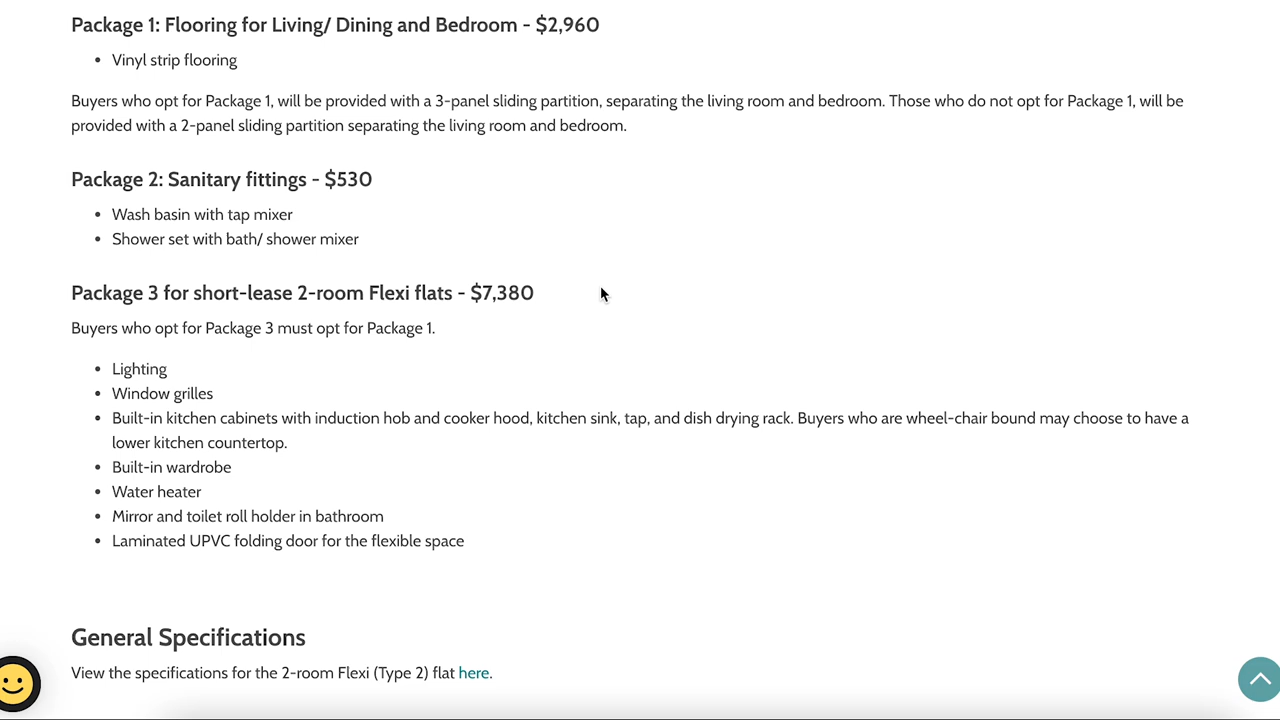 Package 1: Flooring for Living/ Dining and Bedroom - $2,960
• Vinyl strip flooring
Buyers who opt for Package 1, will be provided with a 3-panel sliding partition, separating the living room and bedroom. Those who do not opt for Package 1, will be
provided with a 2-panel sliding partition separating the living room and bedroom.
Package 2: Sanitary fittings - $530
• Wash basin with tap mixer
• Shower set with bath/ shower mixer
Package 3 for short-lease 2-room Flexi flats - $7,380
Buyers who opt for Package 3 must opt for Package 1.
• Lighting
• Window grilles
• Built-in kitchen cabinets with induction hob and cooker hood, kitchen sink, tap, and dish drying rack. Buyers who are wheel-chair bound may choose to have a
lower kitchen countertop.
• Built-in wardrobe
• Water heater
• Mirror and toilet roll holder in bathroom
• Laminated UPVC folding door for the flexible space
General Specifications
View the specifications for the 2-room Flexi (Type 2) flat here.